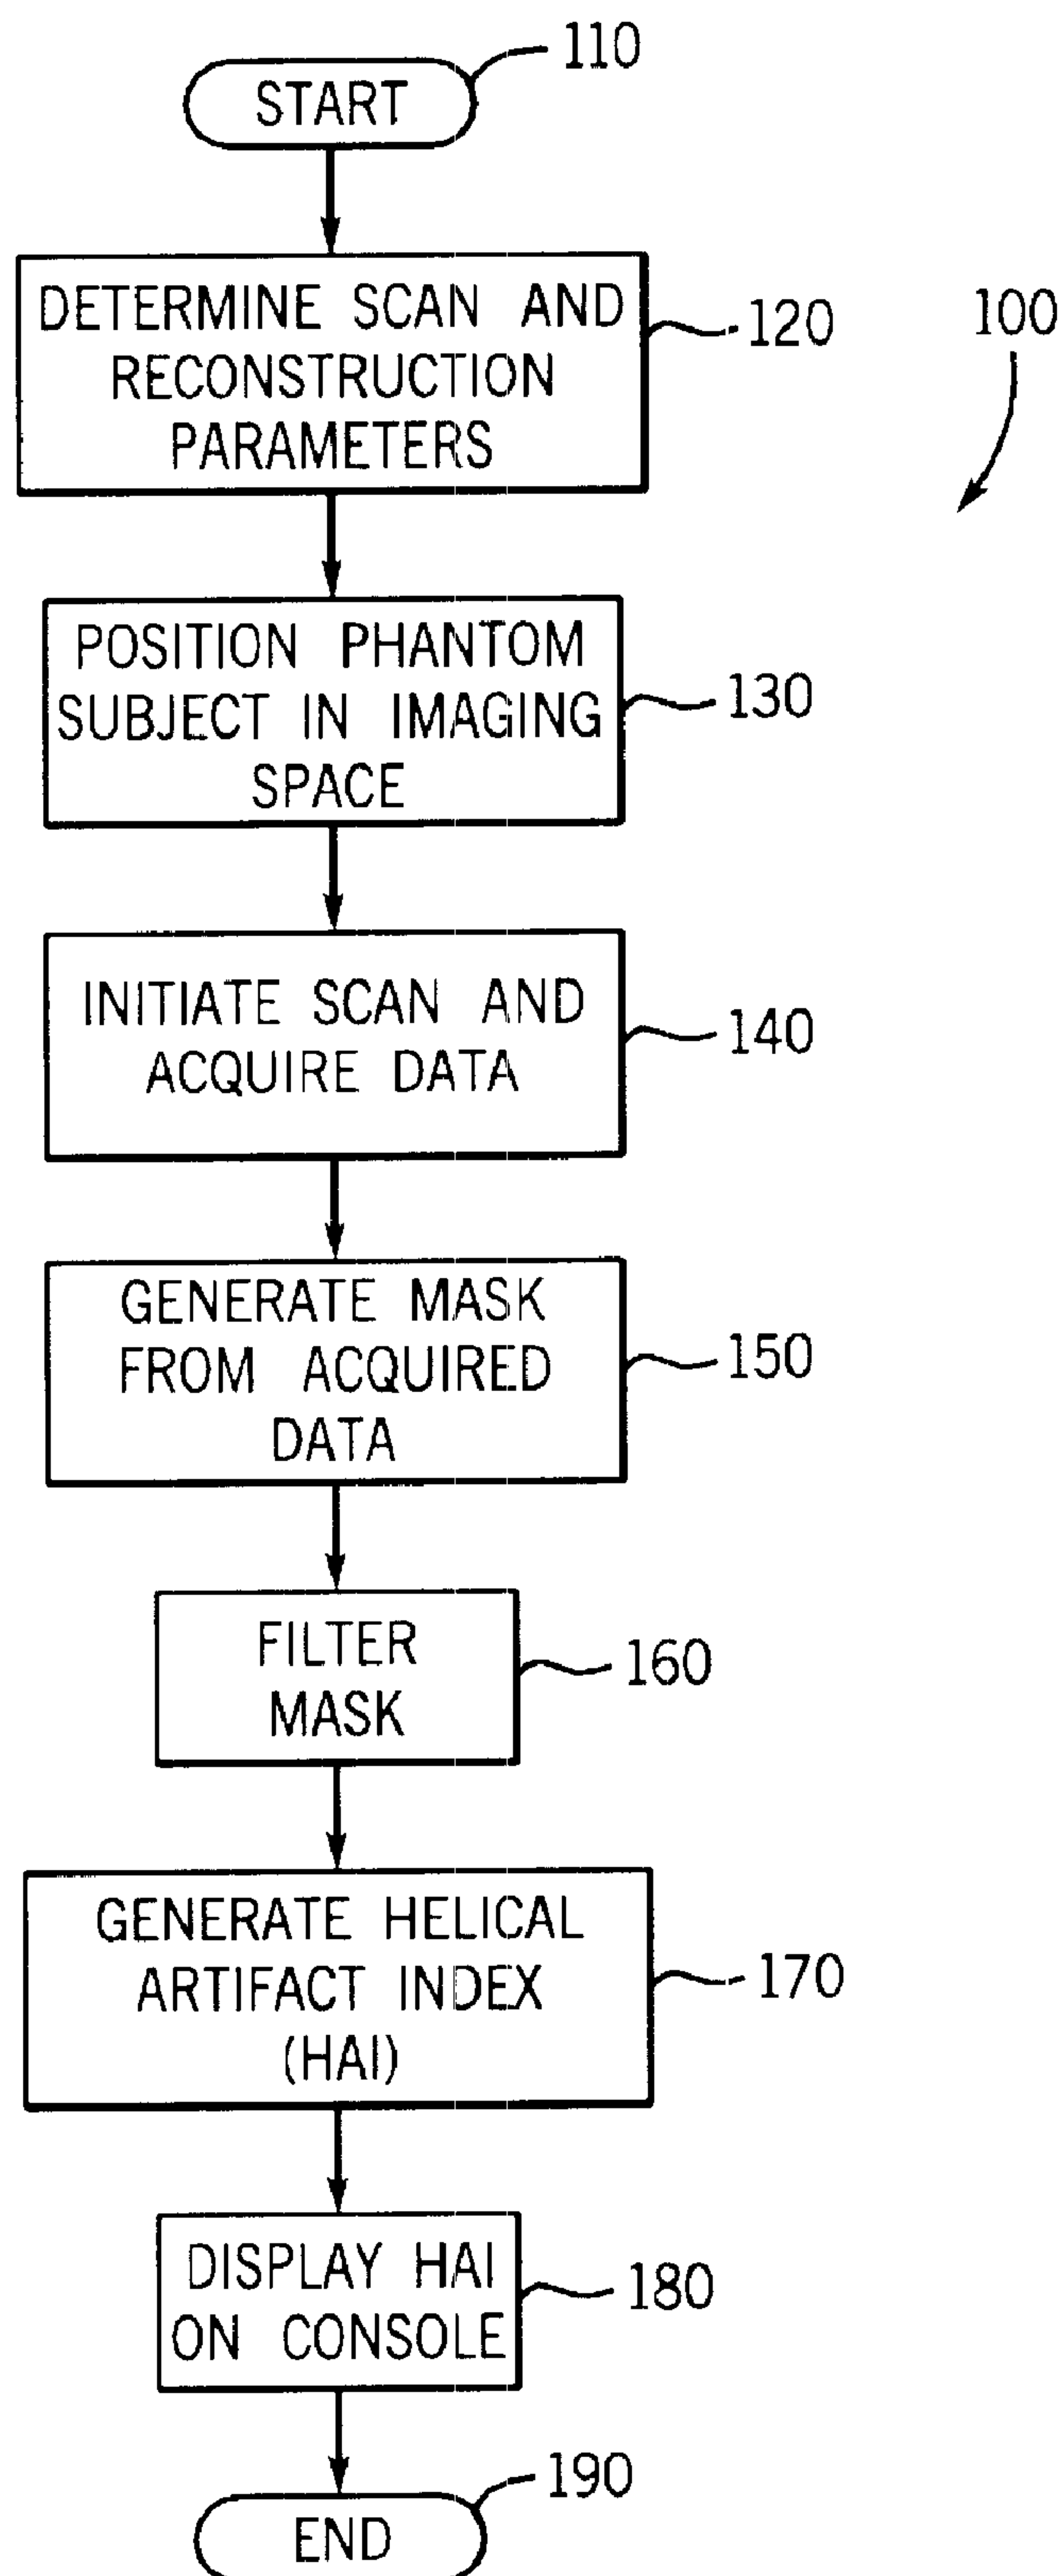 START
110
DETERMINE SCAN AND
RECONSTRUCTION
PARAMETERS
120
100
POSITION PHANTOM
SUBJECT IN IMAGING
SPACE
130
INITIATE SCAN AND
ACQUIRE DATA
140
GENERATE MASK
FROM ACQUIRED
DATA
150
FILTER
MASK
160
GENERATE HELICAL
ARTIFACT INDEX
(HAI)
170
DISPLAY HAI
ON CONSOLE
180
END
190